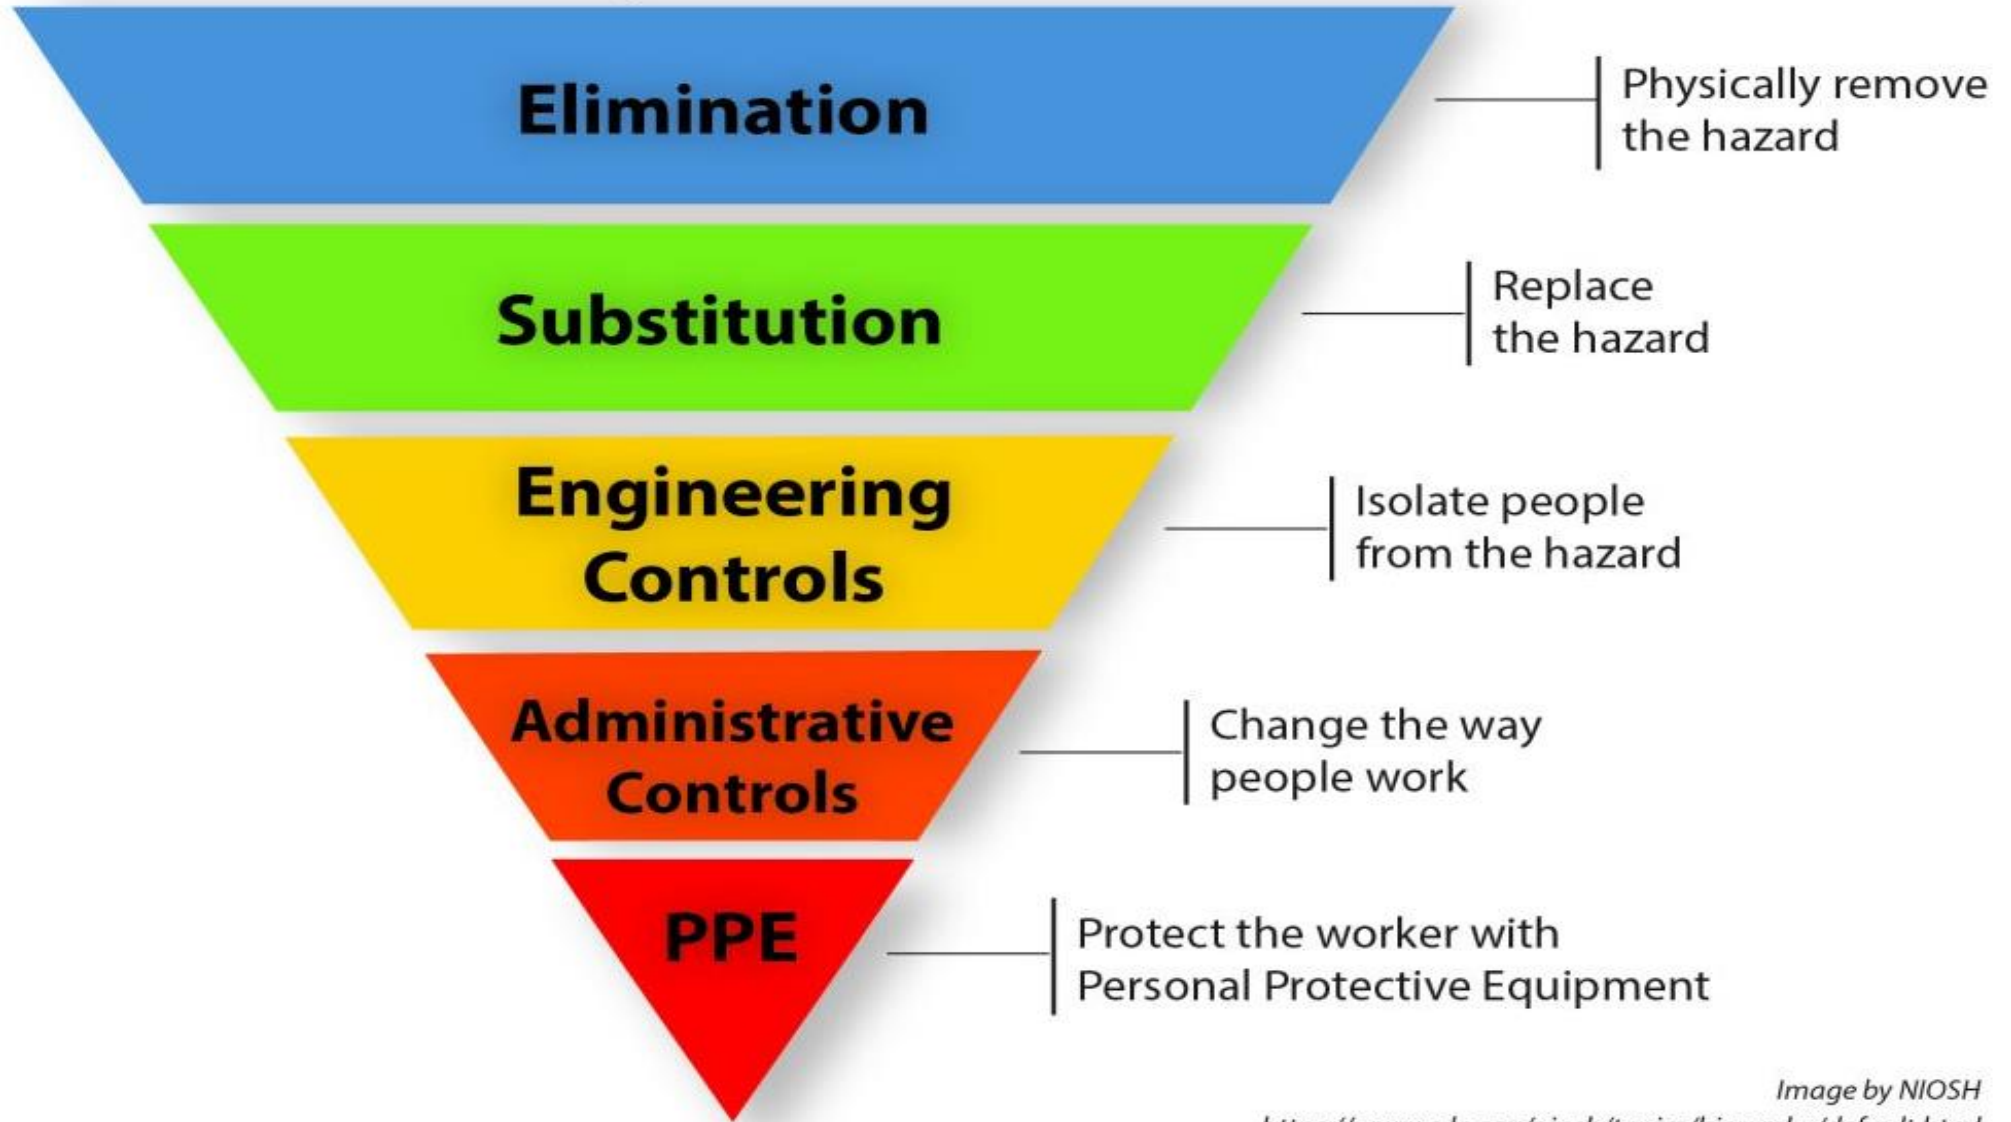 Elimination
Physically remove
the hazard
Substitution
Replace
the hazard
Engineering
Controls
Isolate people
from the hazard
Administrative
Controls
Change the way
people work
PPE
Protect the worker with
Personal Protective Equipment
Image by NIOSH